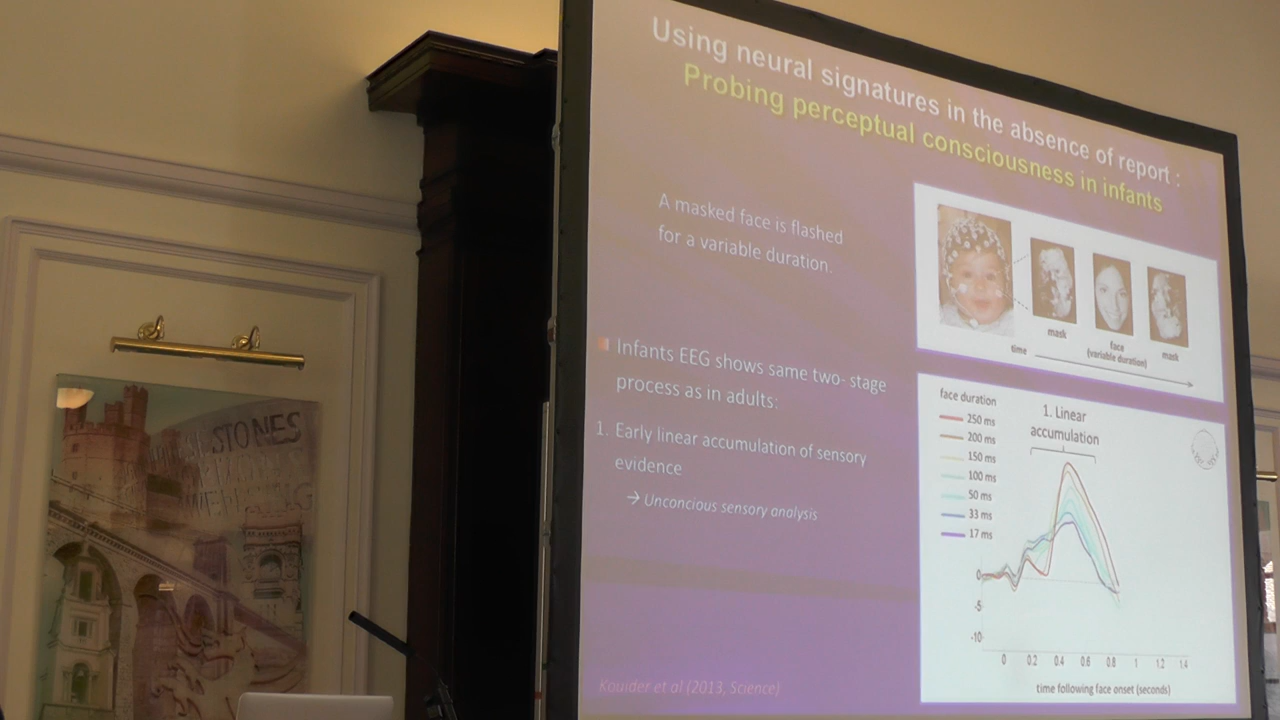 Using neural signatures in the absence of report :
Probing perceptual consciousness in infants
A masked face is flashed
for a variable duration.
mask
face
(variable duration)
mask
time
Infants EEG shows same two- stage
process as in adults:
1. Early linear accumulation of sensory
evidence
→ Unconcious sensory analysis
face duration
250 ms
200 ms
150 ms
100 ms
50 ms
33 ms
17 ms
1. Linear
accumulation
0
-5
-10
0 0.2 0.4 0.6 0.8 1 1.2 1.4
time following face onset (seconds)
Kouider et al (2013, Science)
STONES